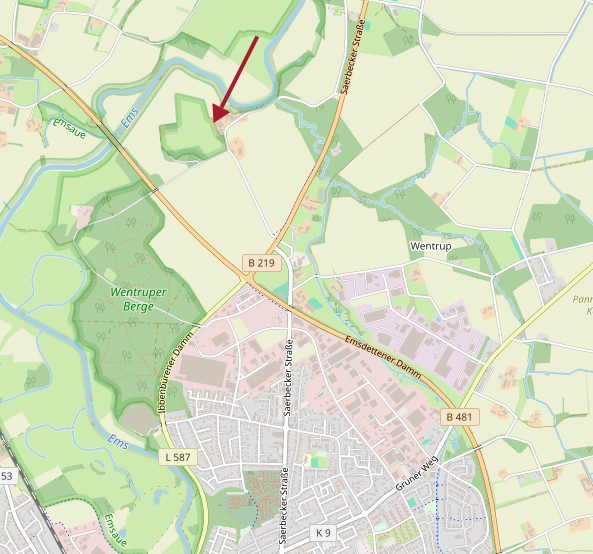 Saerbecker Straße
Ems
Emsaue
Wentrup
B 219
Wentruper
Berge
Pann
K
Emsdettener Damm
Ibbenbürener Damm
Saerbecker Straße
B 481
Ems
L 587
53
Grüner Weg
Saerbecker Straße
Emsaue
K 9